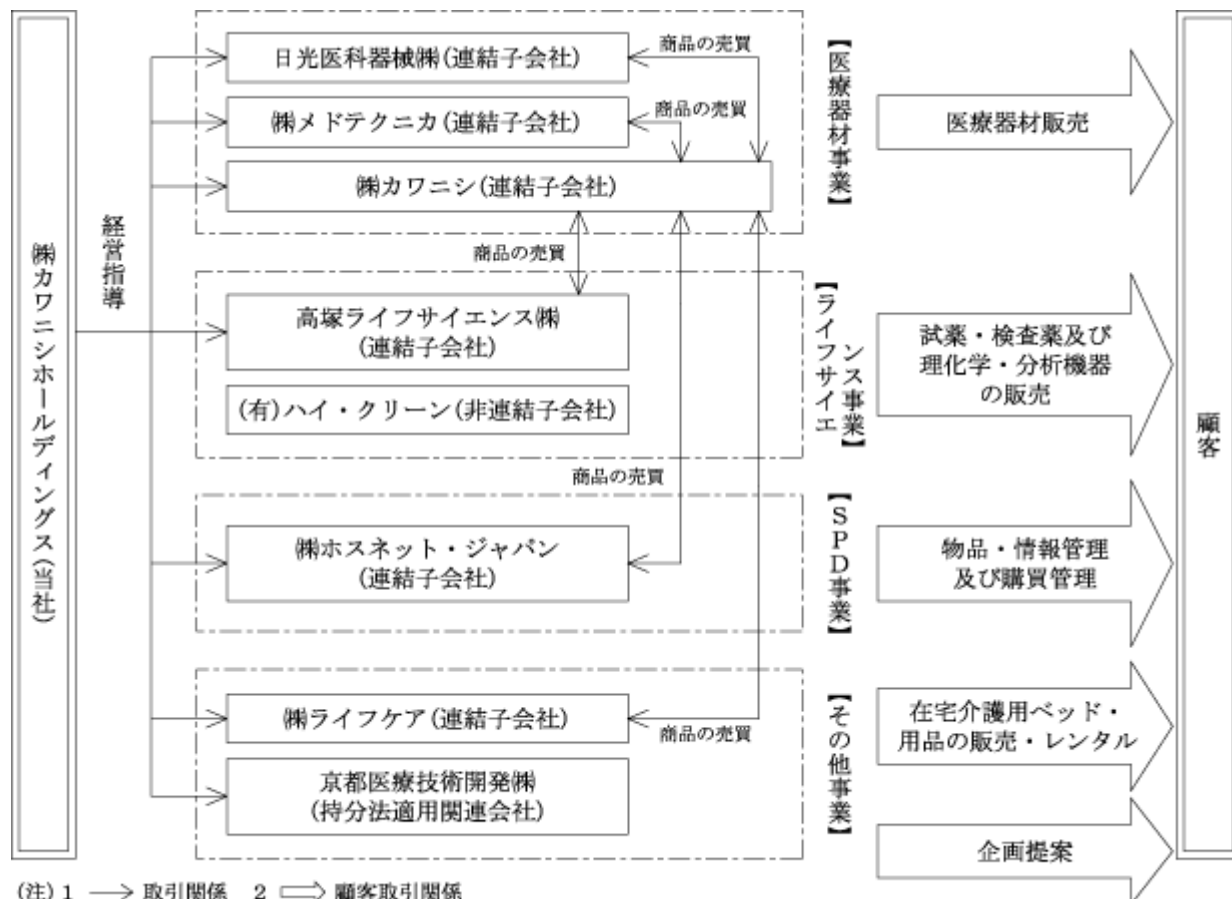 ㈱カワニシホールディングス(当社)
経営指導
日光医科器械㈱(連結子会社)
商品の売買
㈱メドテクニカ(連結子会社)
商品の売買
㈱カワニシ(連結子会社)
【医療器材事業】
医療器材販売
商品の売買
高塚ライフサイエンス㈱
(連結子会社)
(有)ハイ・クリーン(非連結子会社)
【ライフサイエ
ンス事業】
試薬・検査薬及び
理化学・分析機器
の販売
商品の売買
㈱ホスネット・ジャパン
(連結子会社)
【SPD事業】
物品・情報管理
及び購買管理
㈱ライフケア(連結子会社)
商品の売買
京都医療技術開発㈱
(持分法適用関連会社)
【その他事業】
在宅介護用ベッド・
用品の販売・レンタル
企画提案
顧客
(注) 1 → 取引関係 2 ⇨ 顧客取引関係